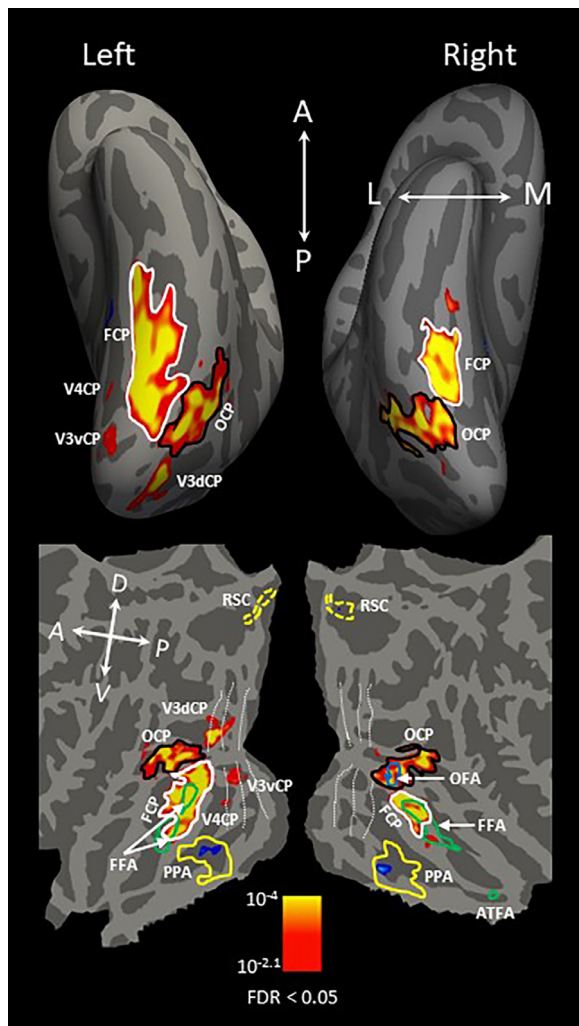 Left
Right
A
L
M
P
FCP
FCP
V4CP
V3vCP
OCP
OCP
V3dCP
D
A
P
V
RSC
RSC
V3dCP
OCP
OCP
V3vCP
OFA
FCP
V4CP
FCP
FFA
FFA
PPA
PPA
ATFA
10-4
10-2.1
FDR < 0.05